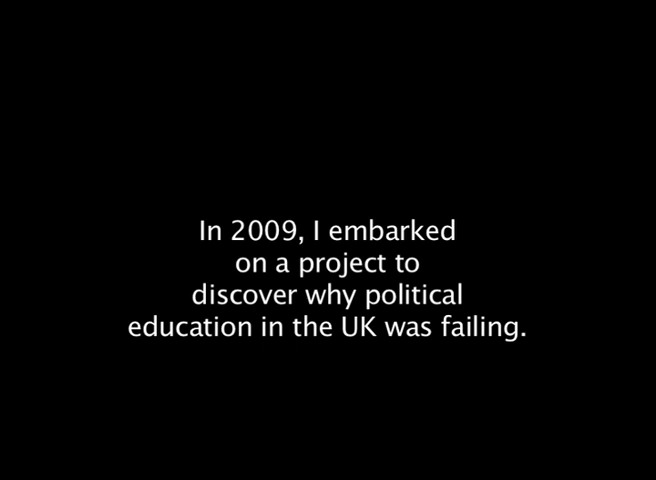 In 2009, I embarked
on a project to
discover why political
education in the UK was failing.